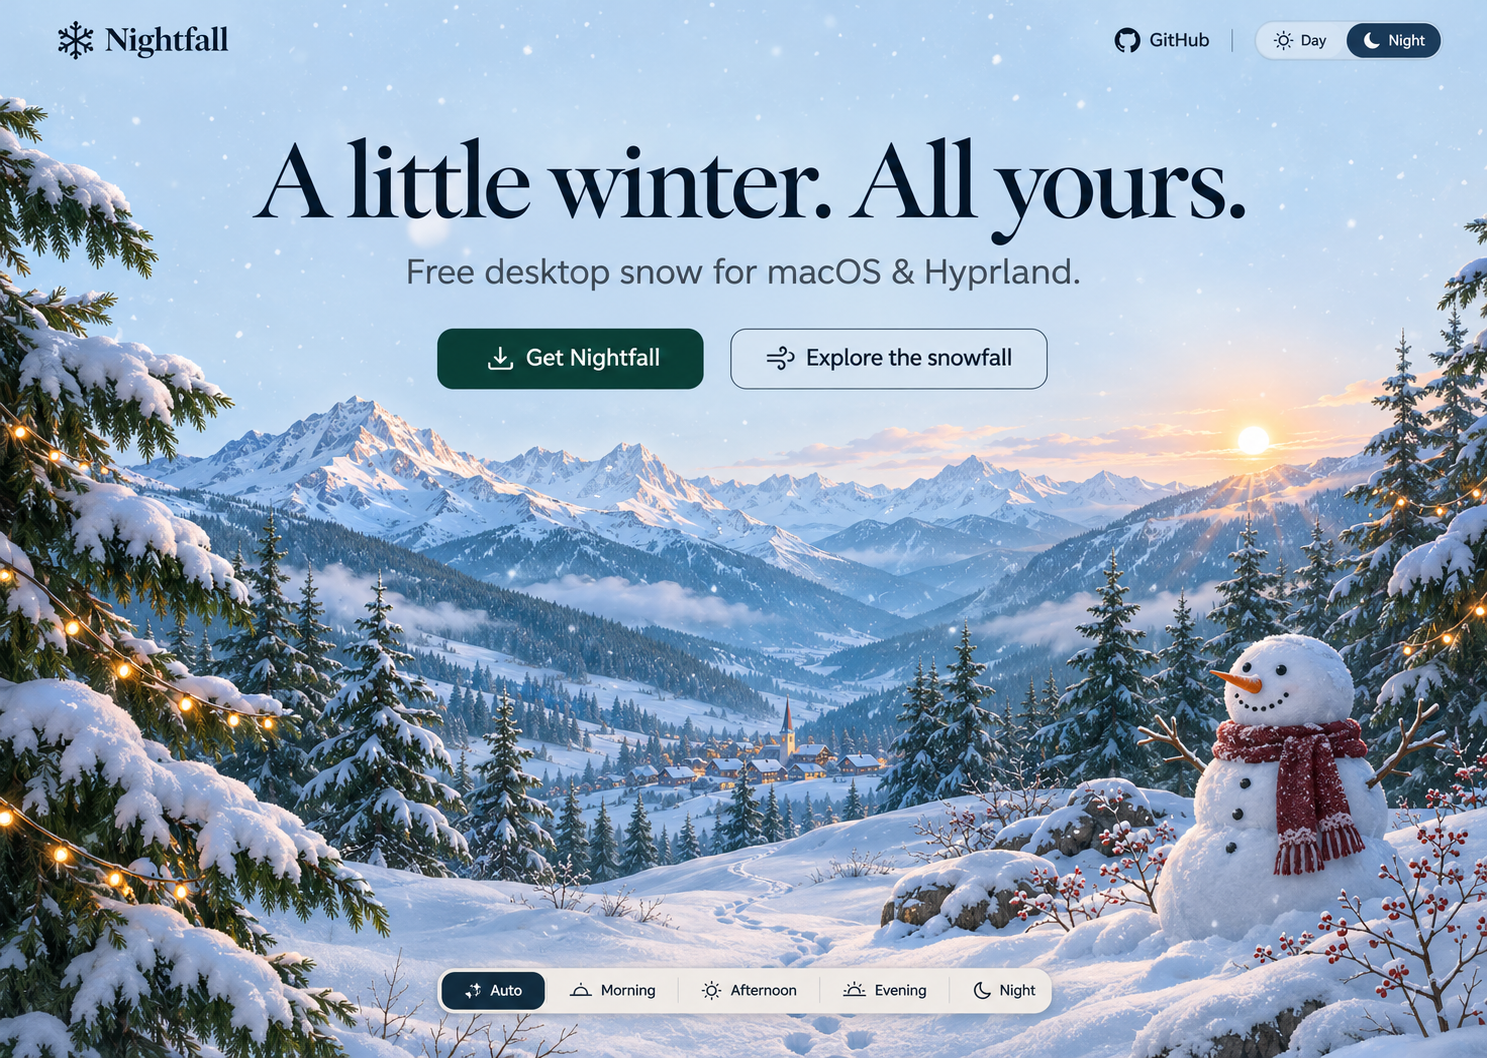 Nightfall
GitHub
Day
Night
A little winter. All yours.
Free desktop snow for macOS & Hyprland.
Get Nightfall
Explore the snowfall
Auto
Morning
Afternoon
Evening
Night